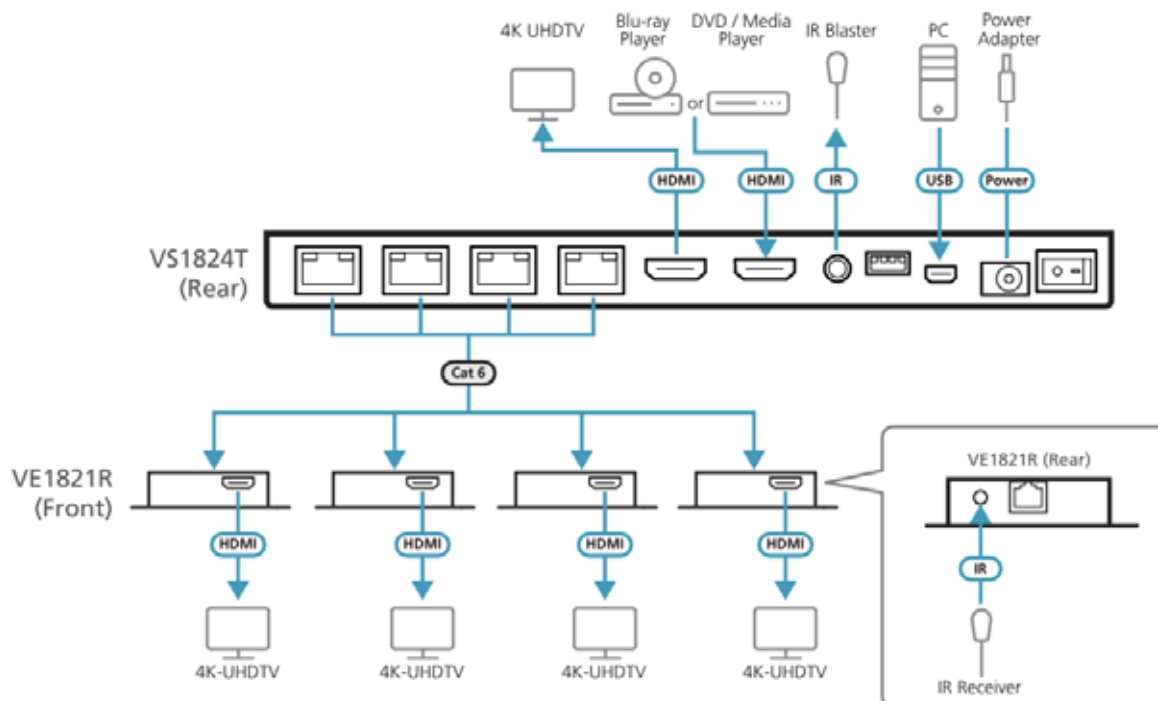 4K UHDTV
Blu-ray
Player
or
DVD / Media
Player
IR Blaster
PC
Power
Adapter
HDMI
HDMI
IR
USB
Power
VS1824T
(Rear)
Cat 6
VE1821R
(Front)
HDMI
HDMI
HDMI
HDMI
4K-UHDTV
4K-UHDTV
4K-UHDTV
4K-UHDTV
VE1821R (Rear)
IR
IR Receiver